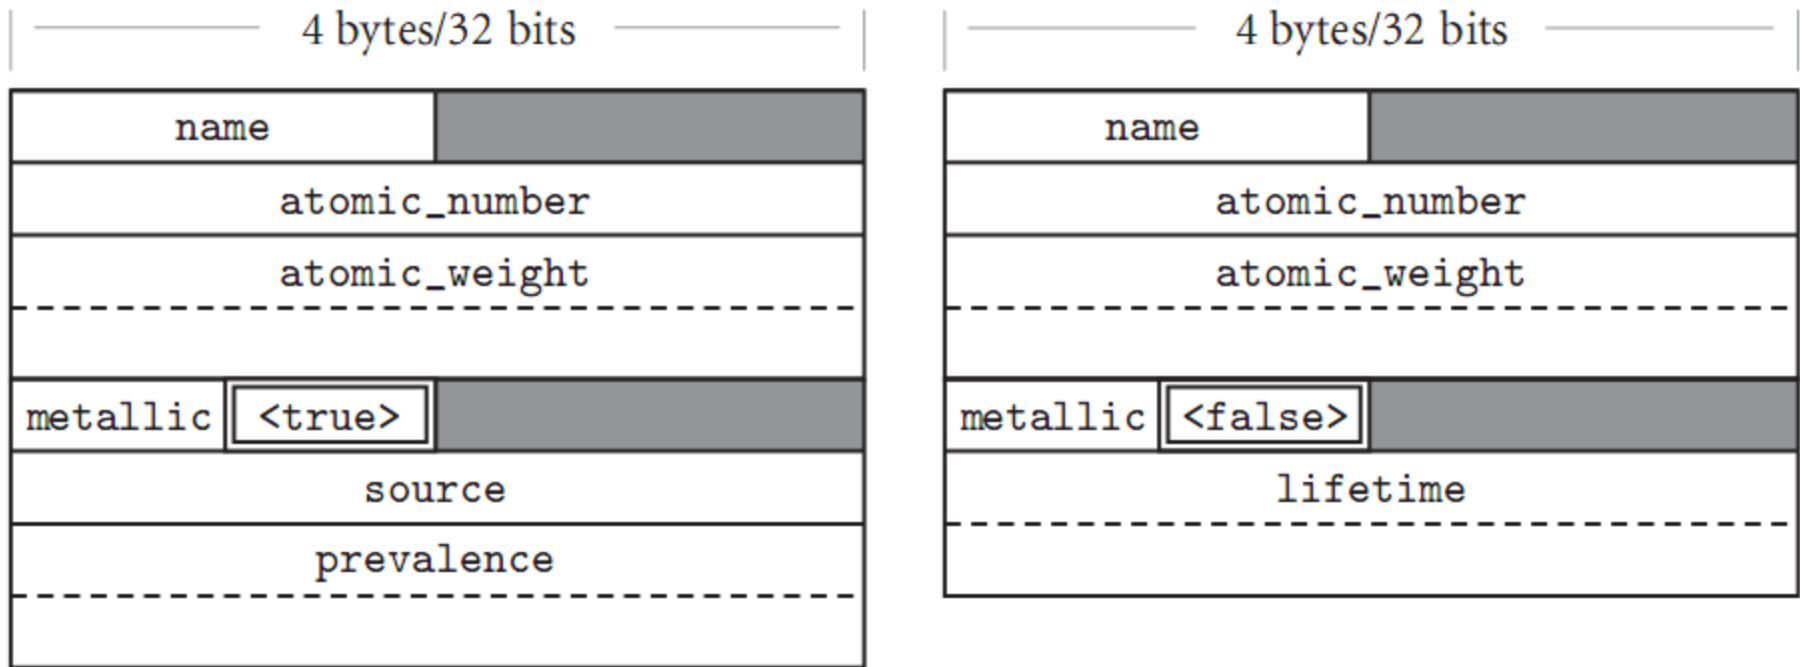 4 bytes/32 bits
name
atomic_number
atomic_weight
metallic <true>
source
prevalence
4 bytes/32 bits
name
atomic_number
atomic_weight
metallic <false>
lifetime